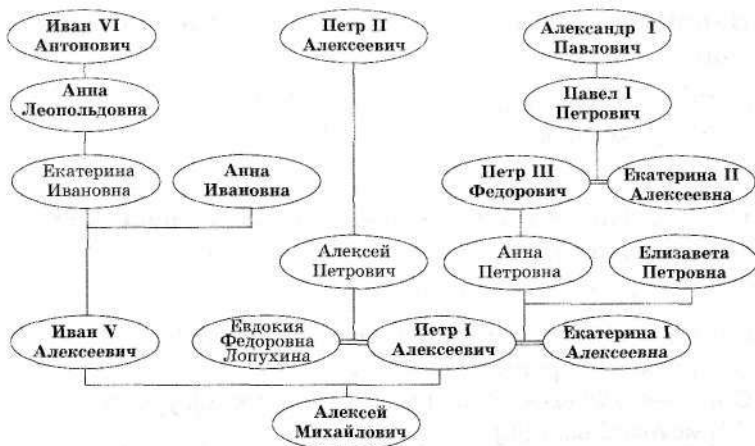 Иван VI
Антонович
Петр II
Алексеевич
Александр I
Павлович
Анна
Леопольдовна
Павел I
Петрович
Екатерина
Ивановна
Анна
Ивановна
Петр III
Федорович
Екатерина II
Алексеевна
Алексей
Петрович
Анна
Петровна
Елизавета
Петровна
Иван V
Алексеевич
Евдокия
Федоровна
Лопухина
Петр I
Алексеевич
Екатерина I
Алексеевна
Алексей
Михайлович